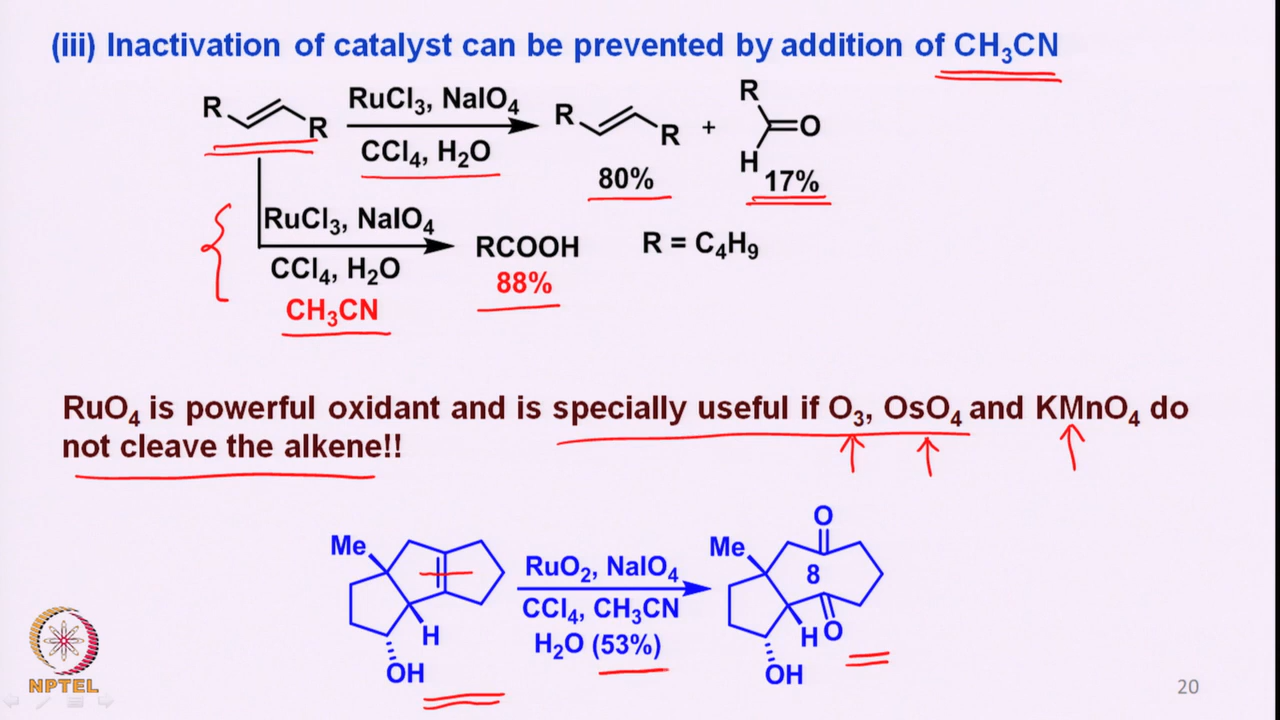 (iii) Inactivation of catalyst can be prevented by addition of CH₃CN
R R RuCl₃, NaIO₄ R R + R H O
CCl₄, H₂O
80% 17%
RuCl₃, NaIO₄ RCOOH R = C₄H₉
CCl₄, H₂O 88%
CH₃CN
RuO₄ is powerful oxidant and is specially useful if O₃, OsO₄ and KMnO₄ do
not cleave the alkene!!
Me H OH
RuO₂, NaIO₄
CCl₄, CH₃CN
H₂O (53%)
Me O 8 H O OH
NPTEL
20